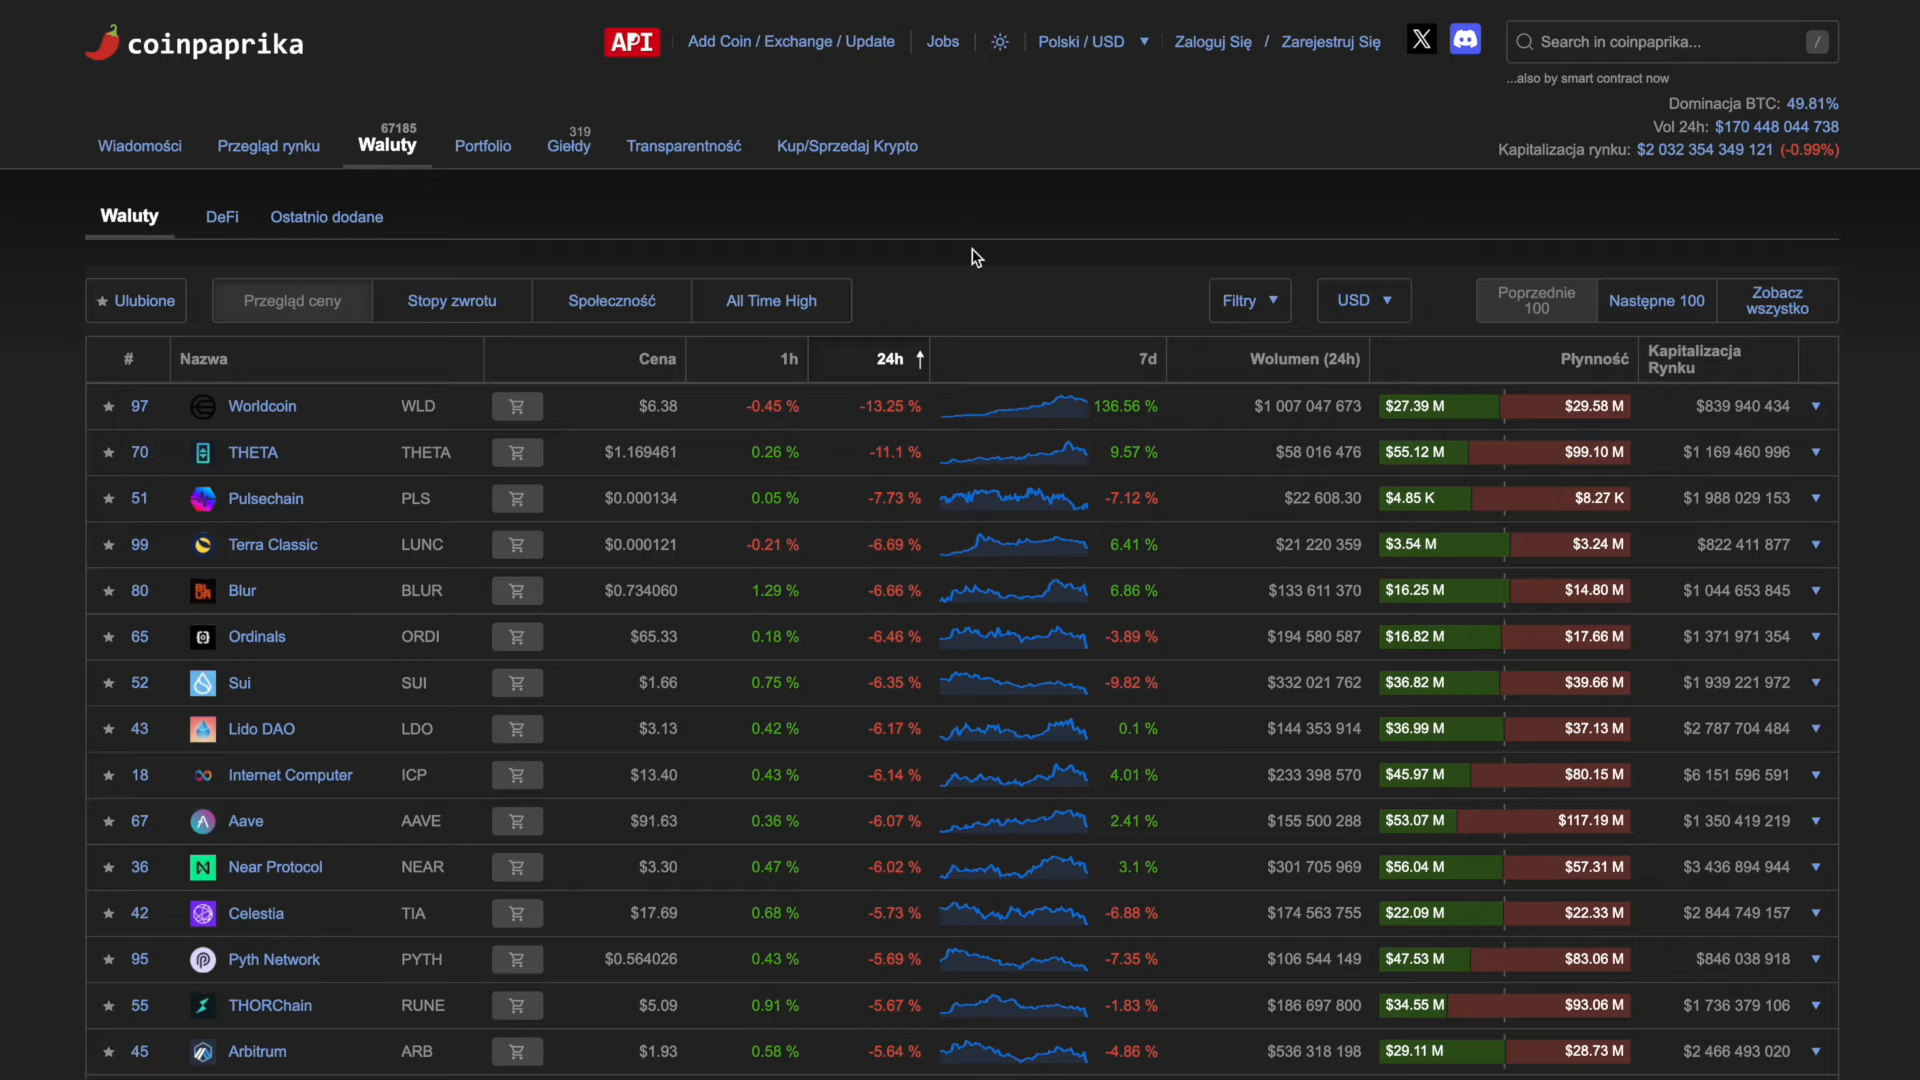 coinpaprika
API
Add Coin / Exchange / Update
Jobs
Polski / USD ▼
Zaloguj Się / Zarejestruj Się
Search in coinpaprika... /
...also by smart contract now
Dominacja BTC: 49.81%
Vol 24h: $170 448 044 738
Kapitalizacja rynku: $2 032 354 349 121 (-0.99%)
Wiadomości
Przegląd rynku
67185
Waluty
Portfolio
319
Giełdy
Transparentność
Kup/Sprzedaj Krypto
Waluty DeFi Ostatnio dodane
★ Ulubione
Przegląd ceny Stopy zwrotu Społeczność All Time High
Filtry ▼
USD ▼
Poprzednie
100
Następne 100
Zobacz
wszystko
# Nazwa Cena 1h 24h ↑ 7d Wolumen (24h) Płynność Kapitalizacja
Rynku
★ 97 Worldcoin WLD $6.38 -0.45 % -13.25 % 136.56 % $1 007 047 673 $27.39 M $29.58 M $839 940 434 ▼
★ 70 THETA THETA $1.169461 0.26 % -11.1 % 9.57 % $58 016 476 $55.12 M $99.10 M $1 169 460 996 ▼
★ 51 Pulsechain PLS $0.000134 0.05 % -7.73 % -7.12 % $22 608.30 $4.85 K $8.27 K $1 988 029 153 ▼
★ 99 Terra Classic LUNC $0.000121 -0.21 % -6.69 % 6.41 % $21 220 359 $3.54 M $3.24 M $822 411 877 ▼
★ 80 Blur BLUR $0.734060 1.29 % -6.66 % 6.86 % $133 611 370 $16.25 M $14.80 M $1 044 653 845 ▼
★ 65 Ordinals ORDI $65.33 0.18 % -6.46 % -3.89 % $194 580 587 $16.82 M $17.66 M $1 371 971 354 ▼
★ 52 Sui SUI $1.66 0.75 % -6.35 % -9.82 % $332 021 762 $36.82 M $39.66 M $1 939 221 972 ▼
★ 43 Lido DAO LDO $3.13 0.42 % -6.17 % 0.1 % $144 353 914 $36.99 M $37.13 M $2 787 704 484 ▼
★ 18 Internet Computer ICP $13.40 0.43 % -6.14 % 4.01 % $233 398 570 $45.97 M $80.15 M $6 151 596 591 ▼
★ 67 Aave AAVE $91.63 0.36 % -6.07 % 2.41 % $155 500 288 $53.07 M $117.19 M $1 350 419 219 ▼
★ 36 Near Protocol NEAR $3.30 0.47 % -6.02 % 3.1 % $301 705 969 $56.04 M $57.31 M $3 436 894 944 ▼
★ 42 Celestia TIA $17.69 0.68 % -5.73 % -6.88 % $174 563 755 $22.09 M $22.33 M $2 844 749 157 ▼
★ 95 Pyth Network PYTH $0.564026 0.43 % -5.69 % -7.35 % $106 544 149 $47.53 M $83.06 M $846 038 918 ▼
★ 55 THORChain RUNE $5.09 0.91 % -5.67 % -1.83 % $186 697 800 $34.55 M $93.06 M $1 736 379 106 ▼
★ 45 Arbitrum ARB $1.93 0.58 % -5.64 % -4.86 % $536 318 198 $29.11 M $28.73 M $2 466 493 020 ▼